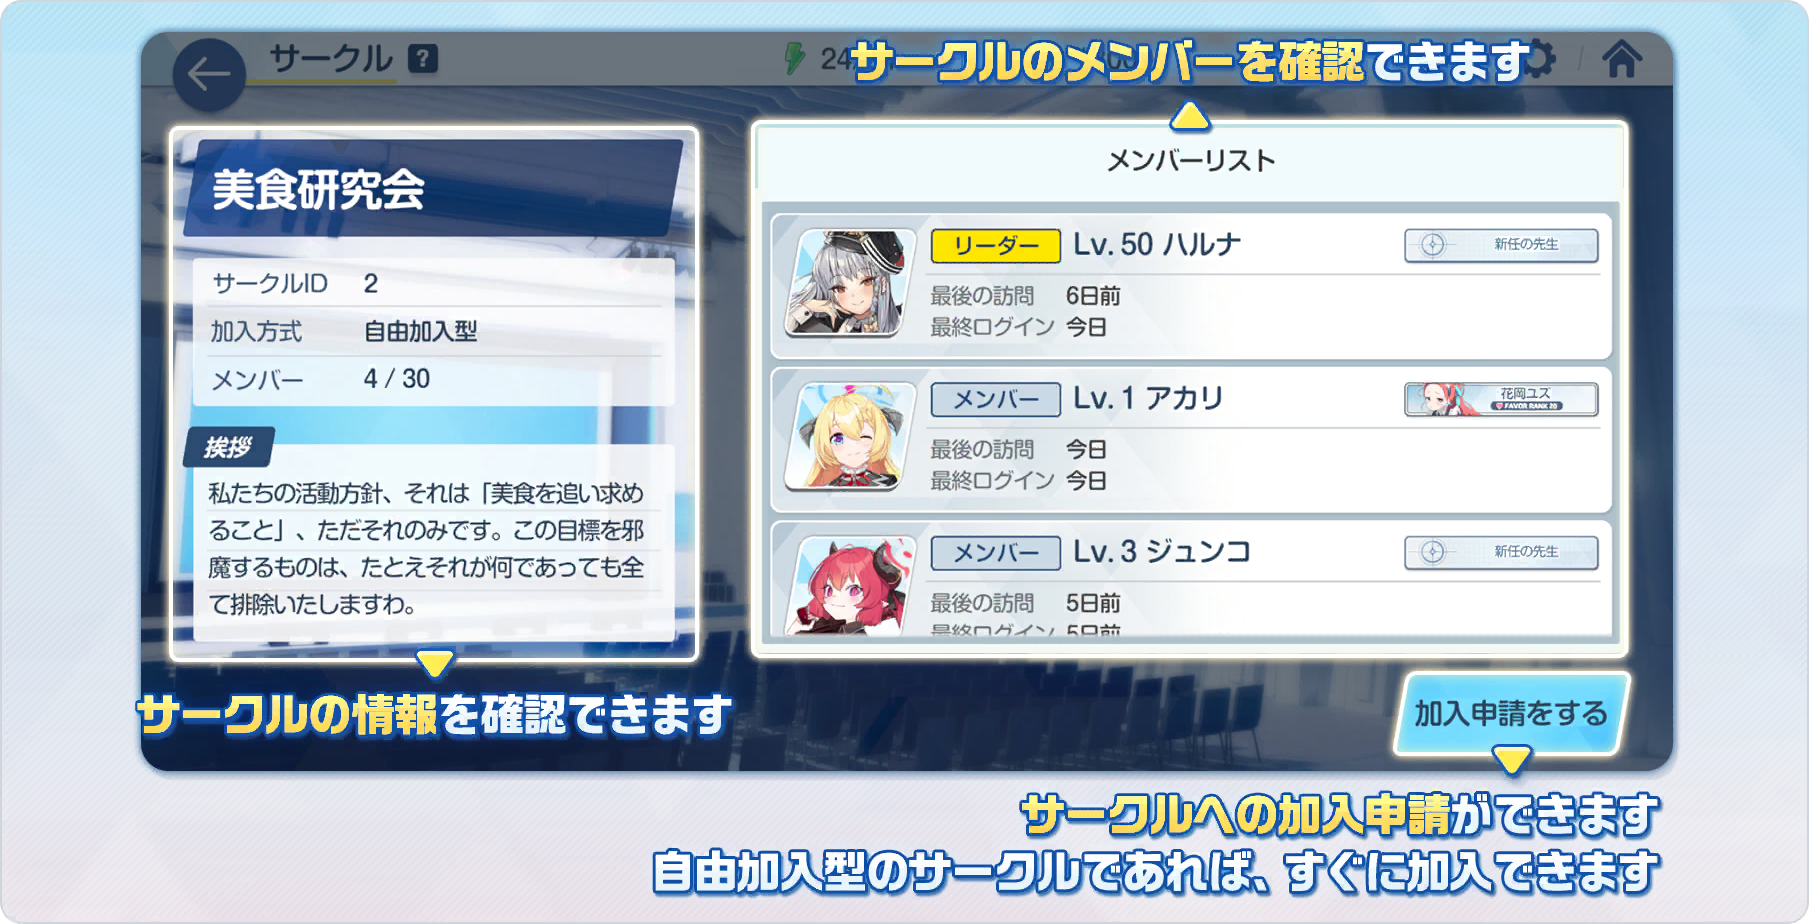 サークル ?
24
サークルのメンバーを確認できます
美食研究会
サークルID 2
加入方式 自由加入型
メンバー 4 / 30
挨拶
私たちの活動方針、それは「美食を追い求め
ること」、ただそれのみです。この目標を邪
魔するものは、たとえそれが何であっても全
て排除いたしますわ。
サークルの情報を確認できます
メンバーリスト
リーダー Lv. 50 ハルナ 新任の先生
最後の訪問 6日前
最終ログイン 今日
メンバー Lv. 1 アカリ 花岡ユズ
FAVOR RANK 20
最後の訪問 今日
最終ログイン 今日
メンバー Lv. 3 ジュンコ 新任の先生
最後の訪問 5日前
最終ログイン 5日前
加入申請をする
サークルへの加入申請ができます
自由加入型のサークルであれば、すぐに加入できます